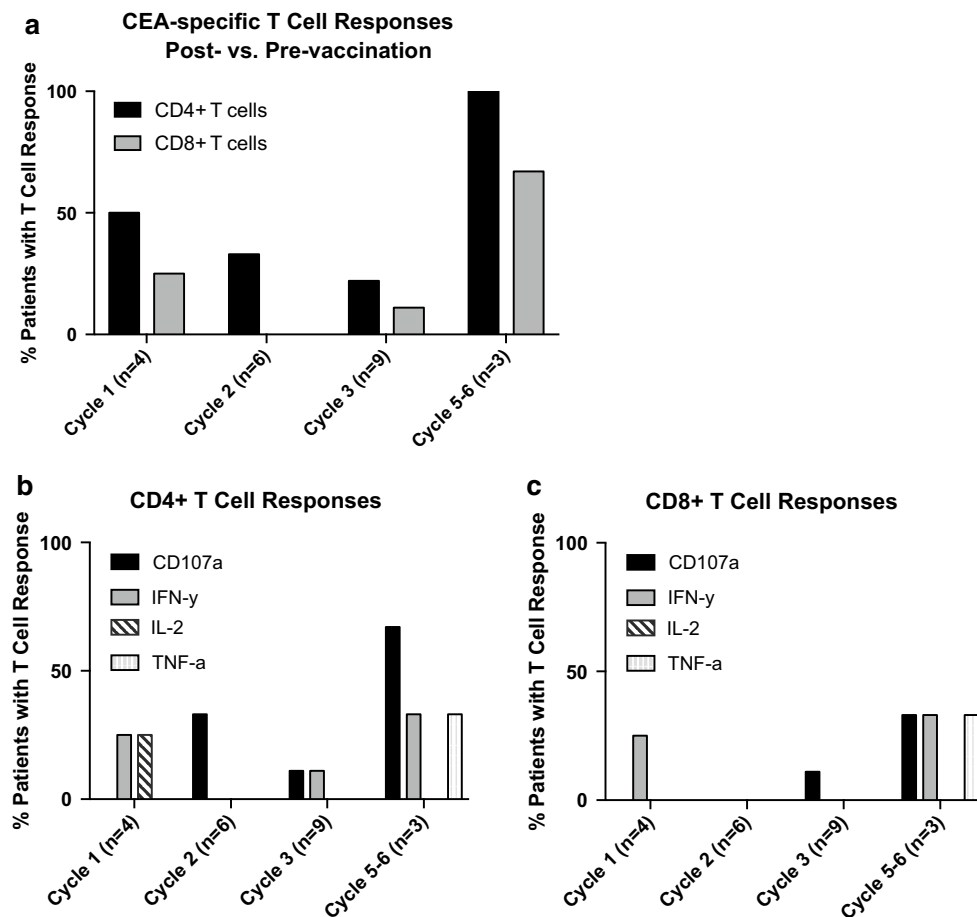 a
CEA-specific T Cell Responses
Post- vs. Pre-vaccination
% Patients with T Cell Response
100
50
0
CD4+ T cells
CD8+ T cells
Cycle 1 (n=4)
Cycle 2 (n=6)
Cycle 3 (n=9)
Cycle 5-6 (n=3)
b
CD4+ T Cell Responses
% Patients with T Cell Response
100
50
0
CD107a
IFN-y
IL-2
TNF-a
Cycle 1 (n=4)
Cycle 2 (n=6)
Cycle 3 (n=9)
Cycle 5-6 (n=3)
c
CD8+ T Cell Responses
% Patients with T Cell Response
100
50
0
CD107a
IFN-y
IL-2
TNF-a
Cycle 1 (n=4)
Cycle 2 (n=6)
Cycle 3 (n=9)
Cycle 5-6 (n=3)